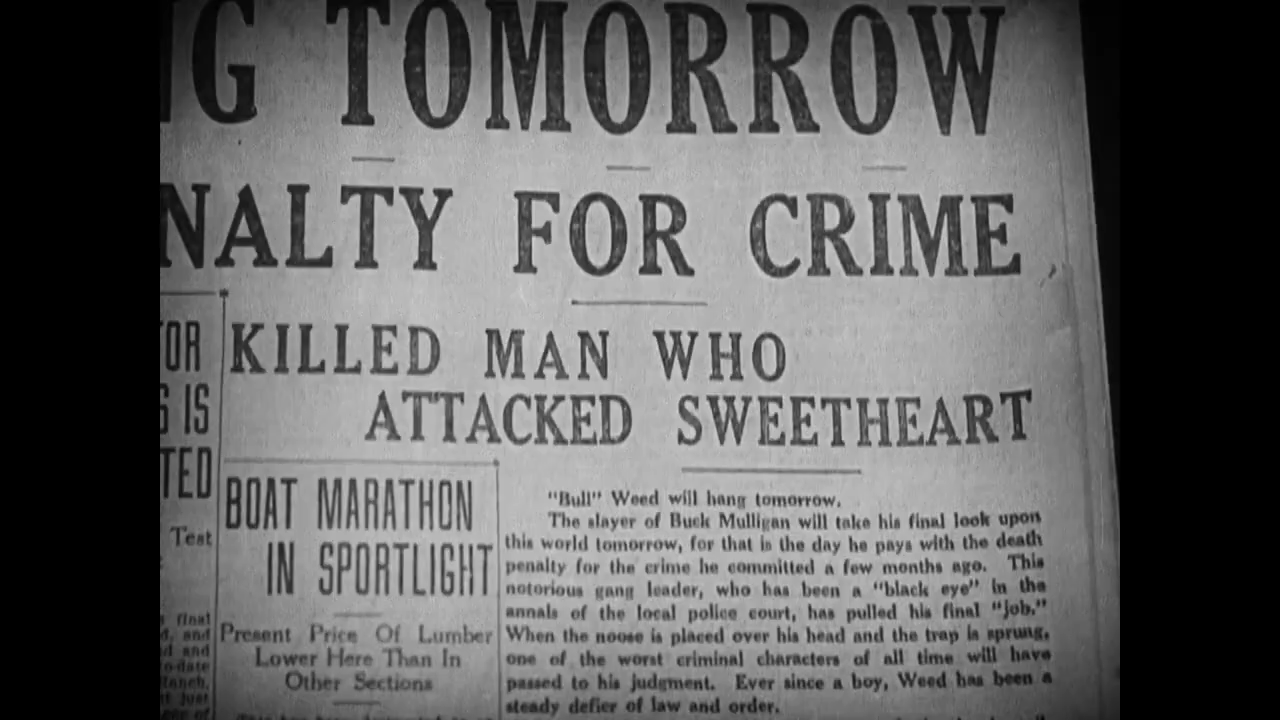 G TOMORROW
NALTY FOR CRIME
KILLED MAN WHO
ATTACKED SWEETHEART
OR
IS
TED
Test
BOAT MARATHON
IN SPORTLIGHT
Present Price Of Lumber
Lower Here Than In
Other Sections
"Bull" Weed will hang tomorrow.
The slayer of Buck Mulligan will take his final look upon
this world tomorrow, for that is the day he pays with the death
penalty for the crime he committed a few months ago. This
notorious gang leader, who has been a "black eye" in the
annals of the local police court, has pulled his final "job."
When the noose is placed over his head and the trap is sprung,
one of the worst criminal characters of all time will have
passed to his judgment. Ever since a boy, Weed has been a
steady defier of law and order.
final
and
and
just
of